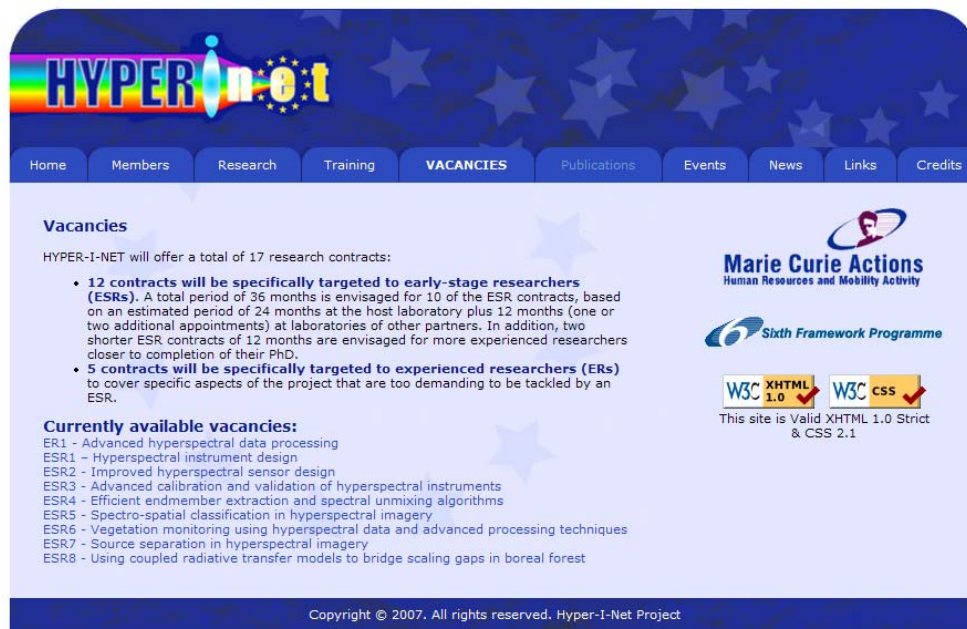 HYPER i net
Home Members Research Training VACANCIES Publications Events News Links Credits
Vacancies
HYPER-I-NET will offer a total of 17 research contracts:
• 12 contracts will be specifically targeted to early-stage researchers
(ESRs). A total period of 36 months is envisaged for 10 of the ESR contracts, based
on an estimated period of 24 months at the host laboratory plus 12 months (one or
two additional appointments) at laboratories of other partners. In addition, two
shorter ESR contracts of 12 months are envisaged for more experienced researchers
closer to completion of their PhD.
• 5 contracts will be specifically targeted to experienced researchers (ERs)
to cover specific aspects of the project that are too demanding to be tackled by an
ESR.
Currently available vacancies:
ER1 - Advanced hyperspectral data processing
ESR1 – Hyperspectral instrument design
ESR2 - Improved hyperspectral sensor design
ESR3 - Advanced calibration and validation of hyperspectral instruments
ESR4 - Efficient endmember extraction and spectral unmixing algorithms
ESR5 - Spectro-spatial classification in hyperspectral imagery
ESR6 - Vegetation monitoring using hyperspectral data and advanced processing techniques
ESR7 - Source separation in hyperspectral imagery
ESR8 - Using coupled radiative transfer models to bridge scaling gaps in boreal forest
Marie Curie Actions
Human Resources and Mobility Activity
6 Sixth Framework Programme
W3C XHTML 1.0 W3C CSS
This site is Valid XHTML 1.0 Strict
& CSS 2.1
Copyright © 2007. All rights reserved. Hyper-I-Net Project